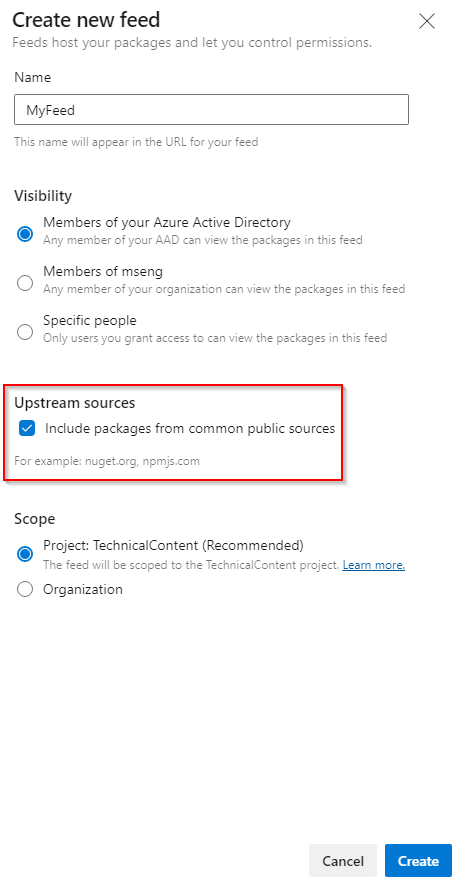 Create new feed
Feeds host your packages and let you control permissions.
Name
MyFeed
This name will appear in the URL for your feed
Visibility
Members of your Azure Active Directory
Any member of your AAD can view the packages in this feed
Members of mseng
Any member of your organization can view the packages in this feed
Specific people
Only users you grant access to can view the packages in this feed
Upstream sources
Include packages from common public sources
For example: nuget.org, npmjs.com
Scope
Project: TechnicalContent (Recommended)
The feed will be scoped to the TechnicalContent project. Learn more.
Organization
Cancel
Create